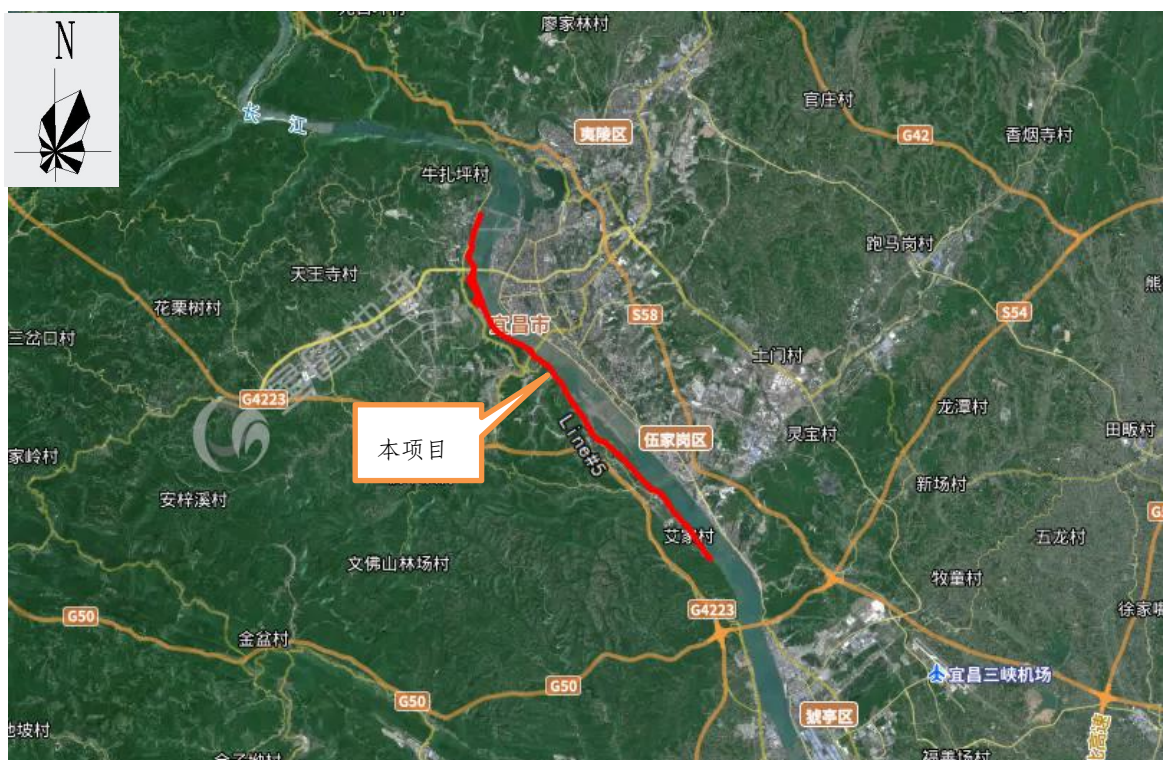 N
廖家林村
官庄村
长江
夷陵区
G42
香烟寺村
牛扎坪村
跑马岗村
天王寺村
花栗树村
宜昌市
S58
S54
三岔口村
土门村
G4223
龙潭村
本项目
Line#5
伍家岗区
灵宝村
田畈村
家岭村
安梓溪村
新场村
艾家村
五龙村
文佛山林场村
牧童村
G50
G4223
金盆村
宜昌三峡机场
G50
G50
猇亭区
福善场村